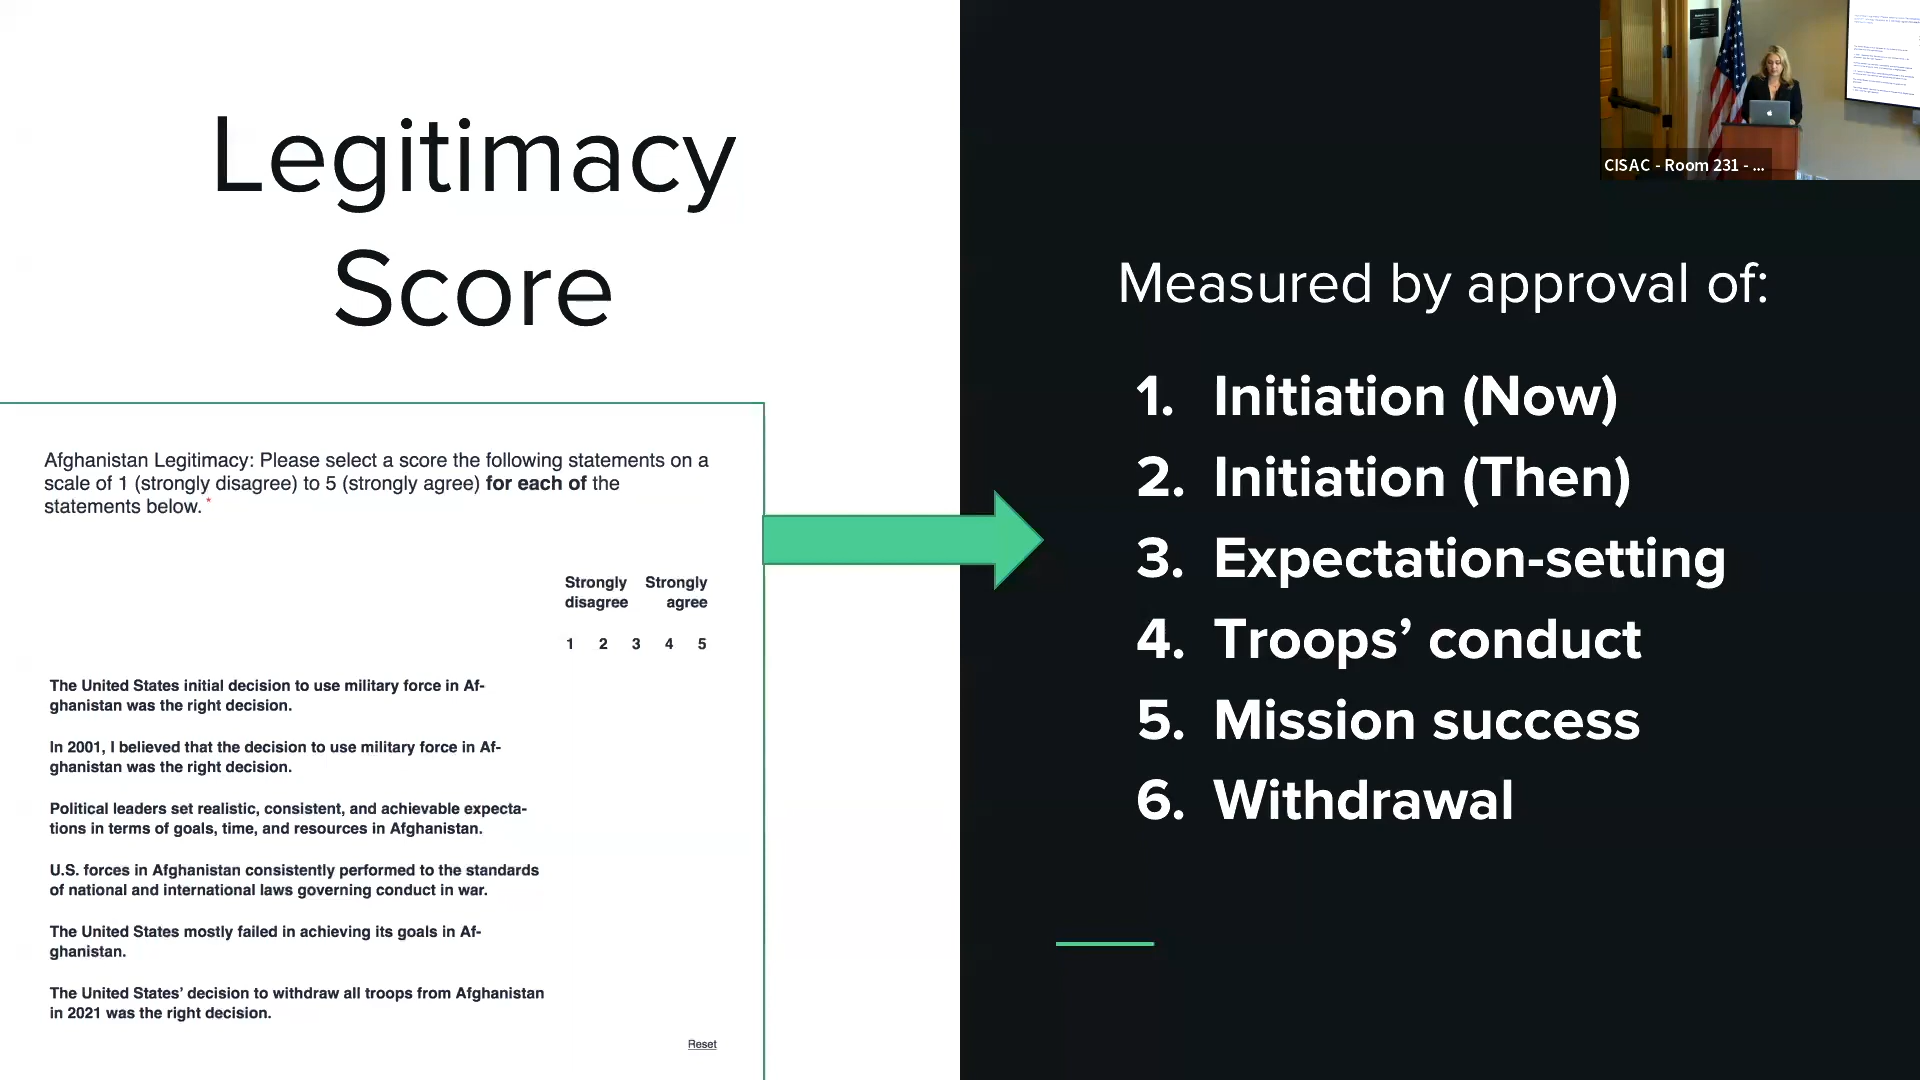 Legitimacy
Score
Afghanistan Legitimacy: Please select a score the following statements on a
scale of 1 (strongly disagree) to 5 (strongly agree) for each of the
statements below. *
Strongly Strongly
disagree agree
1 2 3 4 5
The United States initial decision to use military force in Af-
ghanistan was the right decision.
In 2001, I believed that the decision to use military force in Af-
ghanistan was the right decision.
Political leaders set realistic, consistent, and achievable expecta-
tions in terms of goals, time, and resources in Afghanistan.
U.S. forces in Afghanistan consistently performed to the standards
of national and international laws governing conduct in war.
The United States mostly failed in achieving its goals in Af-
ghanistan.
The United States' decision to withdraw all troops from Afghanistan
in 2021 was the right decision.
Reset
Measured by approval of:
1. Initiation (Now)
2. Initiation (Then)
3. Expectation-setting
4. Troops’ conduct
5. Mission success
6. Withdrawal
CISAC - Room 231 - ...